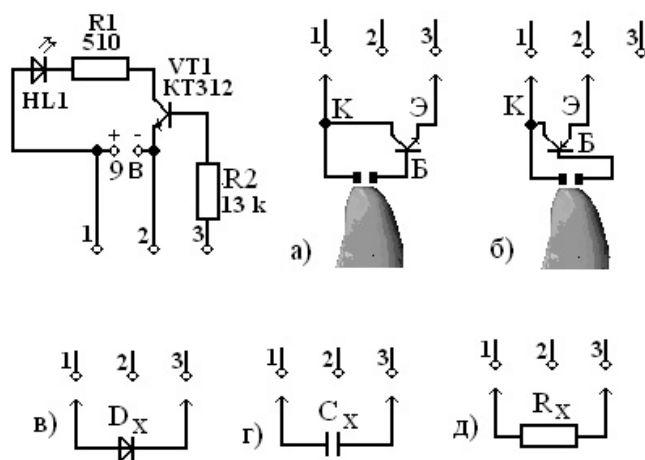 R1
510
HL1
VT1
КТ312
+ -
9 В
R2
13 k
1 2 3
1 2 3
К Э
Б
а)
1 2 3
К Э
Б
б)
1 2 3
в) DX
1 2 3
г) CX
1 2 3
д) RX